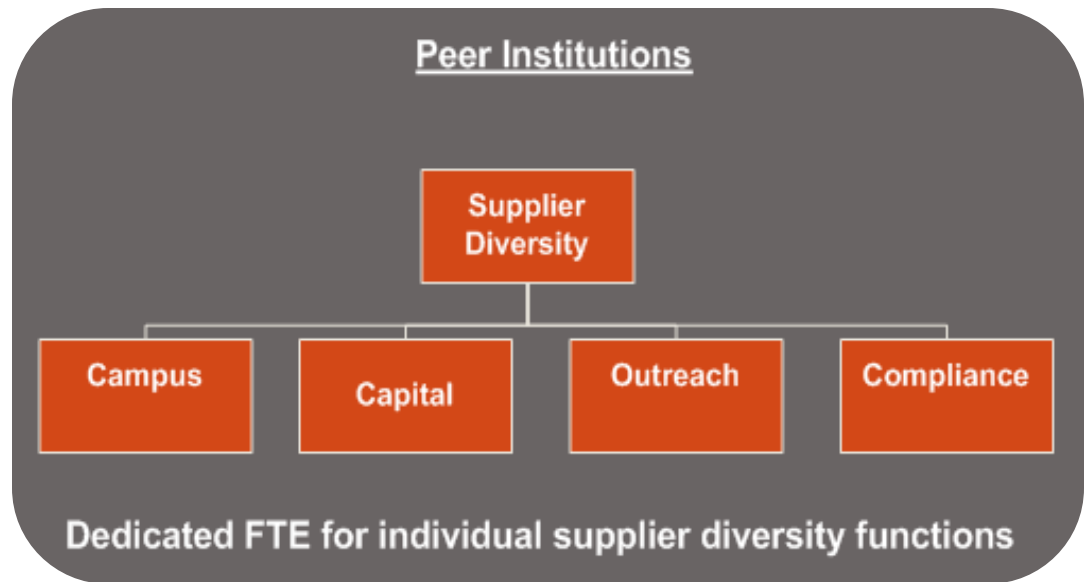 Peer Institutions
Supplier
Diversity
Campus
Capital
Outreach
Compliance
Dedicated FTE for individual supplier diversity functions